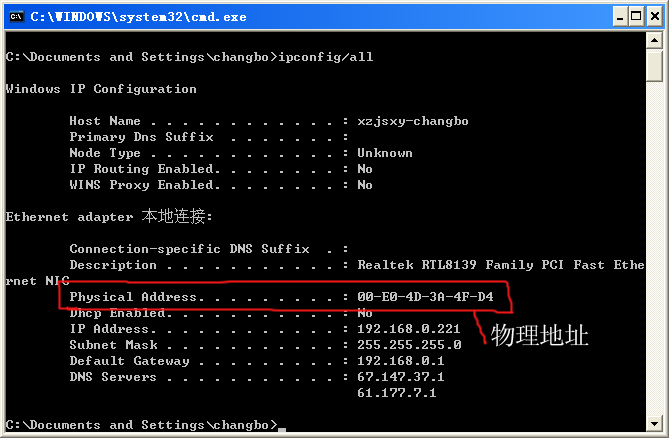 C:\WINDOWS\system32\cmd.exe
C:\Documents and Settings\changbo>ipconfig/all
Windows IP Configuration
Host Name . . . . . . . . . . . . : xzjsxy-changbo
Primary Dns Suffix . . . . . . . :
Node Type . . . . . . . . . . . . : Unknown
IP Routing Enabled. . . . . . . . : No
WINS Proxy Enabled. . . . . . . . : No
Ethernet adapter 本地连接:
Connection-specific DNS Suffix . :
Description . . . . . . . . . . . : Realtek RTL8139 Family PCI Fast Ethe
rnet NIC
Physical Address. . . . . . . . . : 00-E0-4D-3A-4F-D4
Dhcp Enabled. . . . . . . . . . . : No
IP Address. . . . . . . . . . . . : 192.168.0.221
Subnet Mask . . . . . . . . . . . : 255.255.255.0
物理地址
Default Gateway . . . . . . . . . : 192.168.0.1
DNS Servers . . . . . . . . . . . : 67.147.37.1
61.177.7.1
C:\Documents and Settings\changbo>_